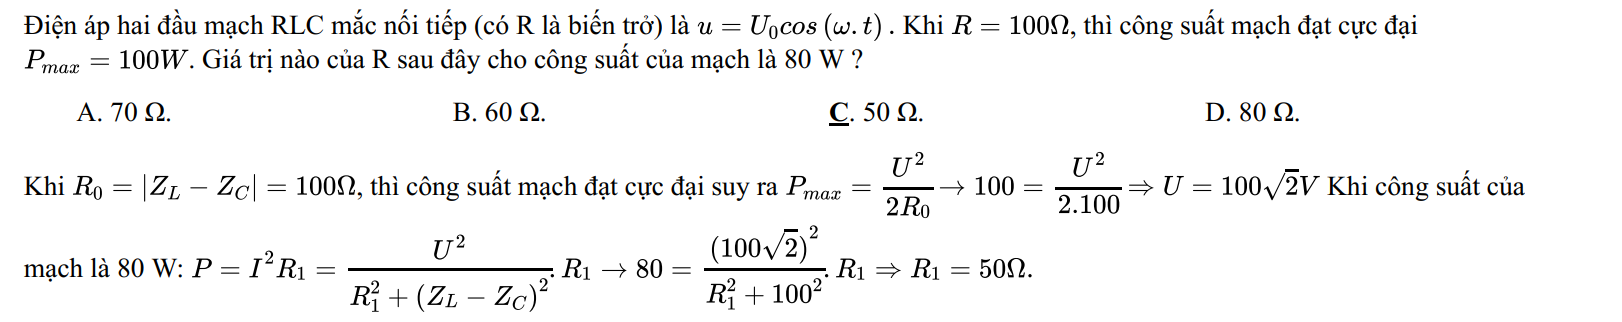 Điện áp hai đầu mạch RLC mắc nối tiếp (có R là biến trở) là u = U₀cos (ω.t) . Khi R = 100Ω, thì công suất mạch đạt cực đại
P_max = 100W. Giá trị nào của R sau đây cho công suất của mạch là 80 W ?
A. 70 Ω. B. 60 Ω. C. 50 Ω. D. 80 Ω.
Khi R₀ = |Z_L − Z_C| = 100Ω, thì công suất mạch đạt cực đại suy ra P_max = U²/2R₀ → 100 = U²/2.100 ⇒ U = 100√2V Khi công suất của
mạch là 80 W: P = I²R₁ = U²/(R₁² + (Z_L − Z_C)²) . R₁ → 80 = (100√2)²/(R₁² + 100²) . R₁ ⇒ R₁ = 50Ω.